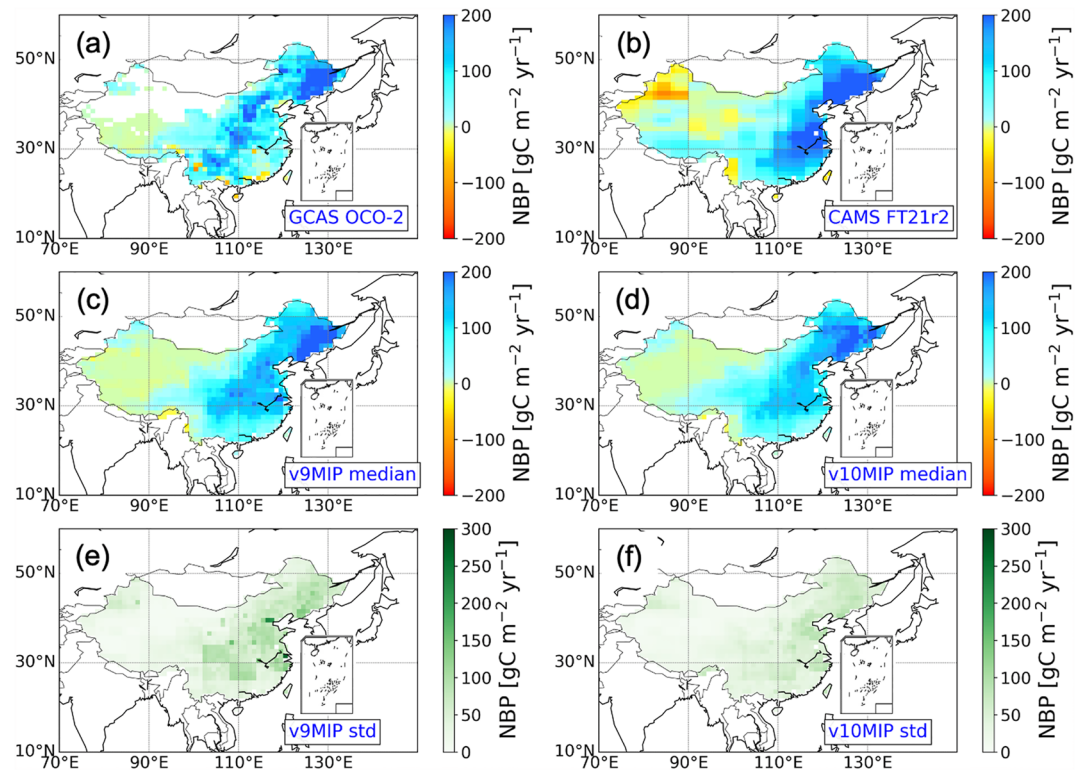 (a)
50°N
30°N
10°N
70°E 90°E 110°E 130°E
GCAS OCO-2
200
100
0
−100
−200
NBP [gC m⁻² yr⁻¹]
(b)
50°N
30°N
10°N
70°E 90°E 110°E 130°E
CAMS FT21r2
200
100
0
−100
−200
NBP [gC m⁻² yr⁻¹]
(c)
50°N
30°N
10°N
70°E 90°E 110°E 130°E
v9MIP median
200
100
0
−100
−200
NBP [gC m⁻² yr⁻¹]
(d)
50°N
30°N
10°N
70°E 90°E 110°E 130°E
v10MIP median
200
100
0
−100
−200
NBP [gC m⁻² yr⁻¹]
(e)
50°N
30°N
10°N
70°E 90°E 110°E 130°E
v9MIP std
300
250
200
150
100
50
0
NBP [gC m⁻² yr⁻¹]
(f)
50°N
30°N
10°N
70°E 90°E 110°E 130°E
v10MIP std
300
250
200
150
100
50
0
NBP [gC m⁻² yr⁻¹]